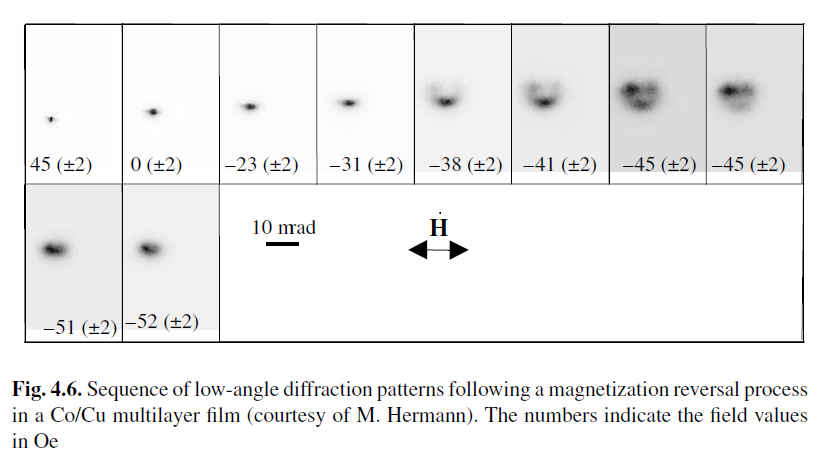 45 (±2) 0 (±2) −23 (±2) −31 (±2) −38 (±2) −41 (±2) −45 (±2) −45 (±2)
10 mrad H
−51 (±2) −52 (±2)
Fig. 4.6. Sequence of low-angle diffraction patterns following a magnetization reversal process
in a Co/Cu multilayer film (courtesy of M. Hermann). The numbers indicate the field values
in Oe